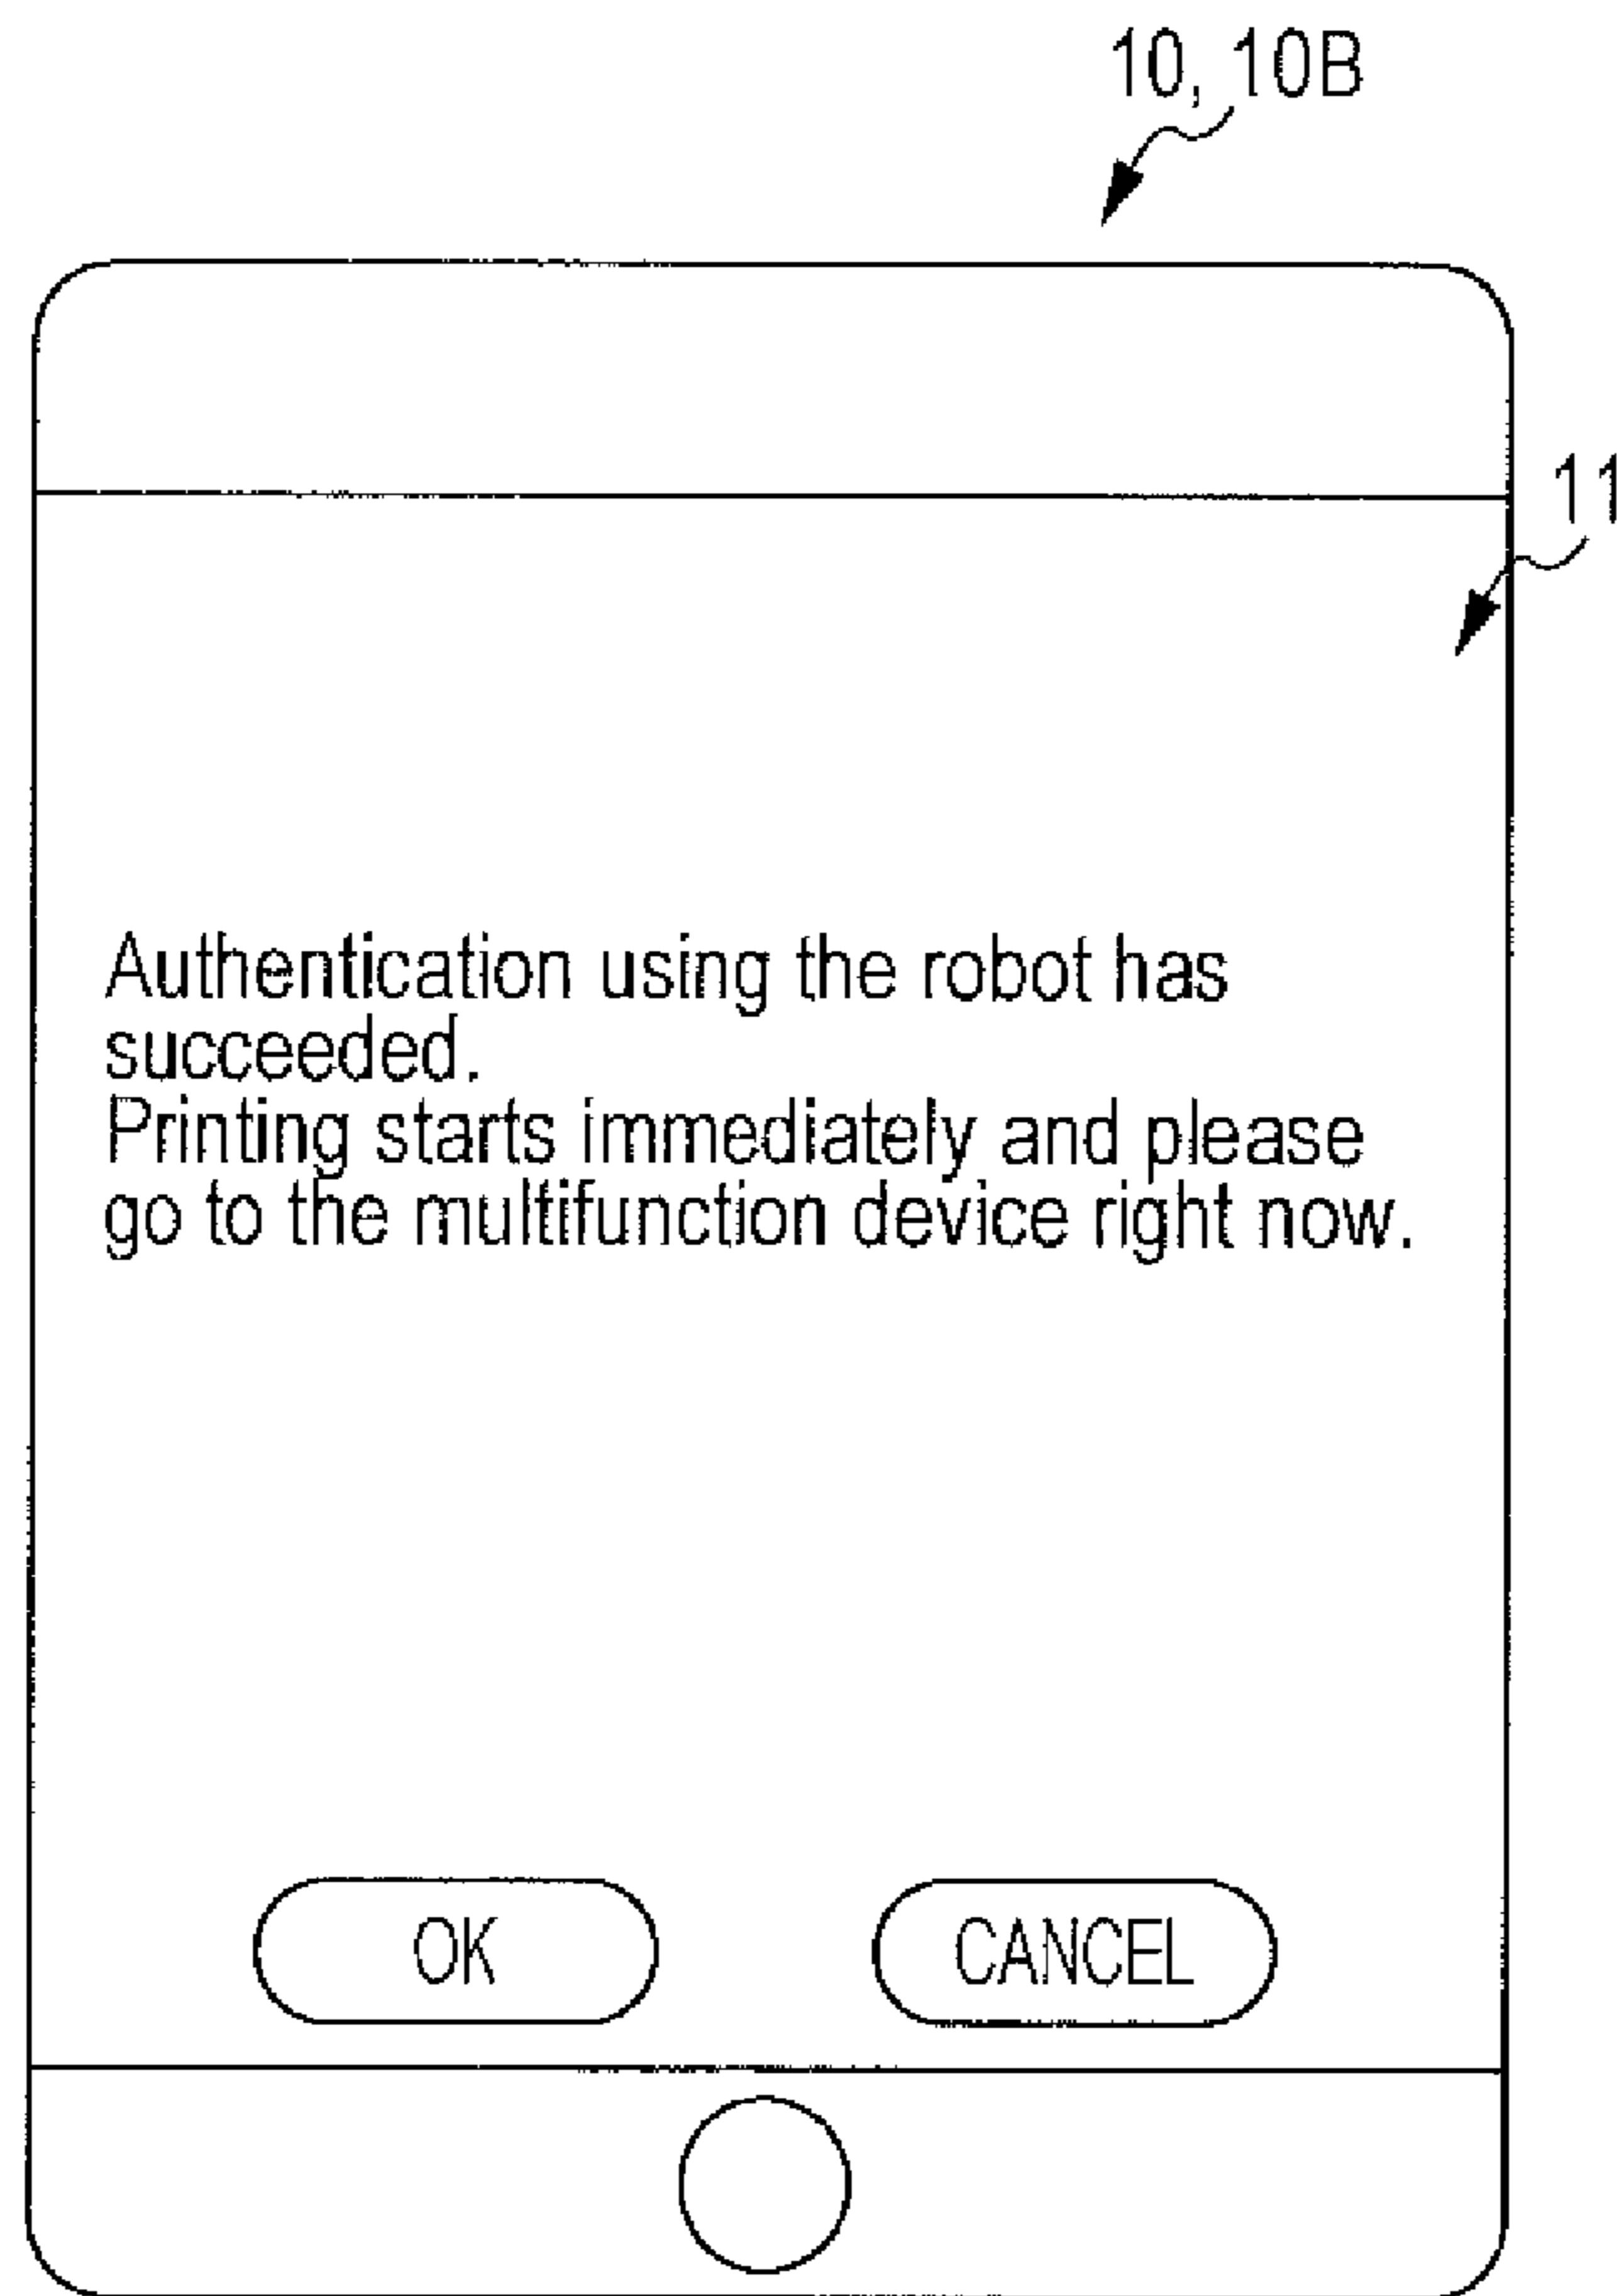 10, 10B
11
Authentication using the robot has
succeeded.
Printing starts immediately and please
go to the multifunction device right now.
OK
CANCEL